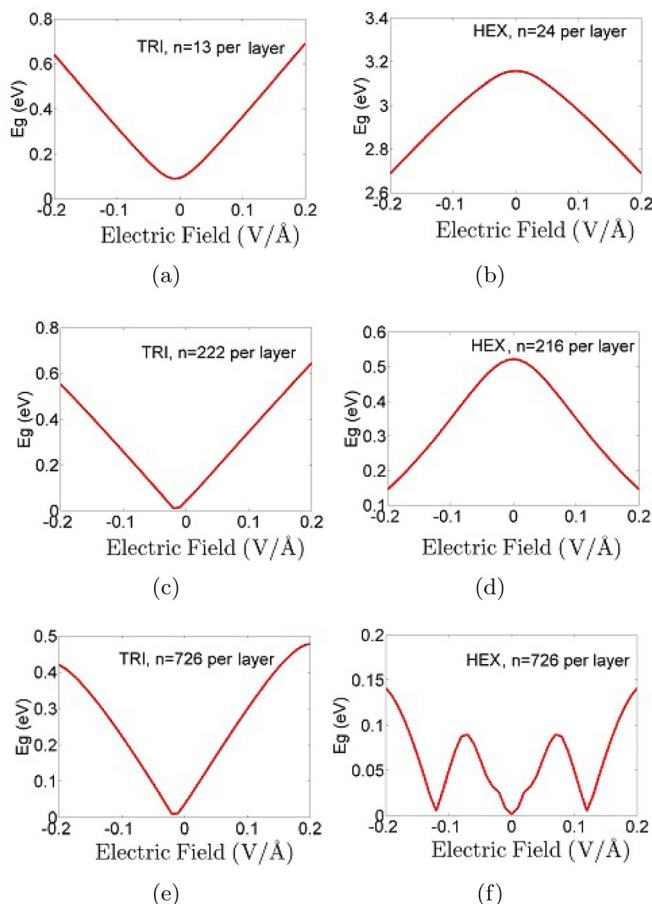 0.8
TRI, n=13 per layer
0.6
Eg (eV)
0.4
0.2
0
-0.2 -0.1 0 0.1 0.2
Electric Field (V/Å)
(a)
3.4
HEX, n=24 per layer
3.2
Eg (eV)
3
2.8
2.6
-0.2 -0.1 0 0.1 0.2
Electric Field (V/Å)
(b)
0.8
TRI, n=222 per layer
0.6
Eg (eV)
0.4
0.2
0
-0.2 -0.1 0 0.1 0.2
Electric Field (V/Å)
(c)
0.6
HEX, n=216 per layer
0.5
Eg (eV)
0.4
0.3
0.2
0.1
-0.2 -0.1 0 0.1 0.2
Electric Field (V/Å)
(d)
0.5
TRI, n=726 per layer
0.4
Eg (eV)
0.3
0.2
0.1
0
-0.2 -0.1 0 0.1 0.2
Electric Field (V/Å)
(e)
0.2
HEX, n=726 per layer
0.15
Eg (eV)
0.1
0.05
0
-0.2 -0.1 0 0.1 0.2
Electric Field (V/Å)
(f)